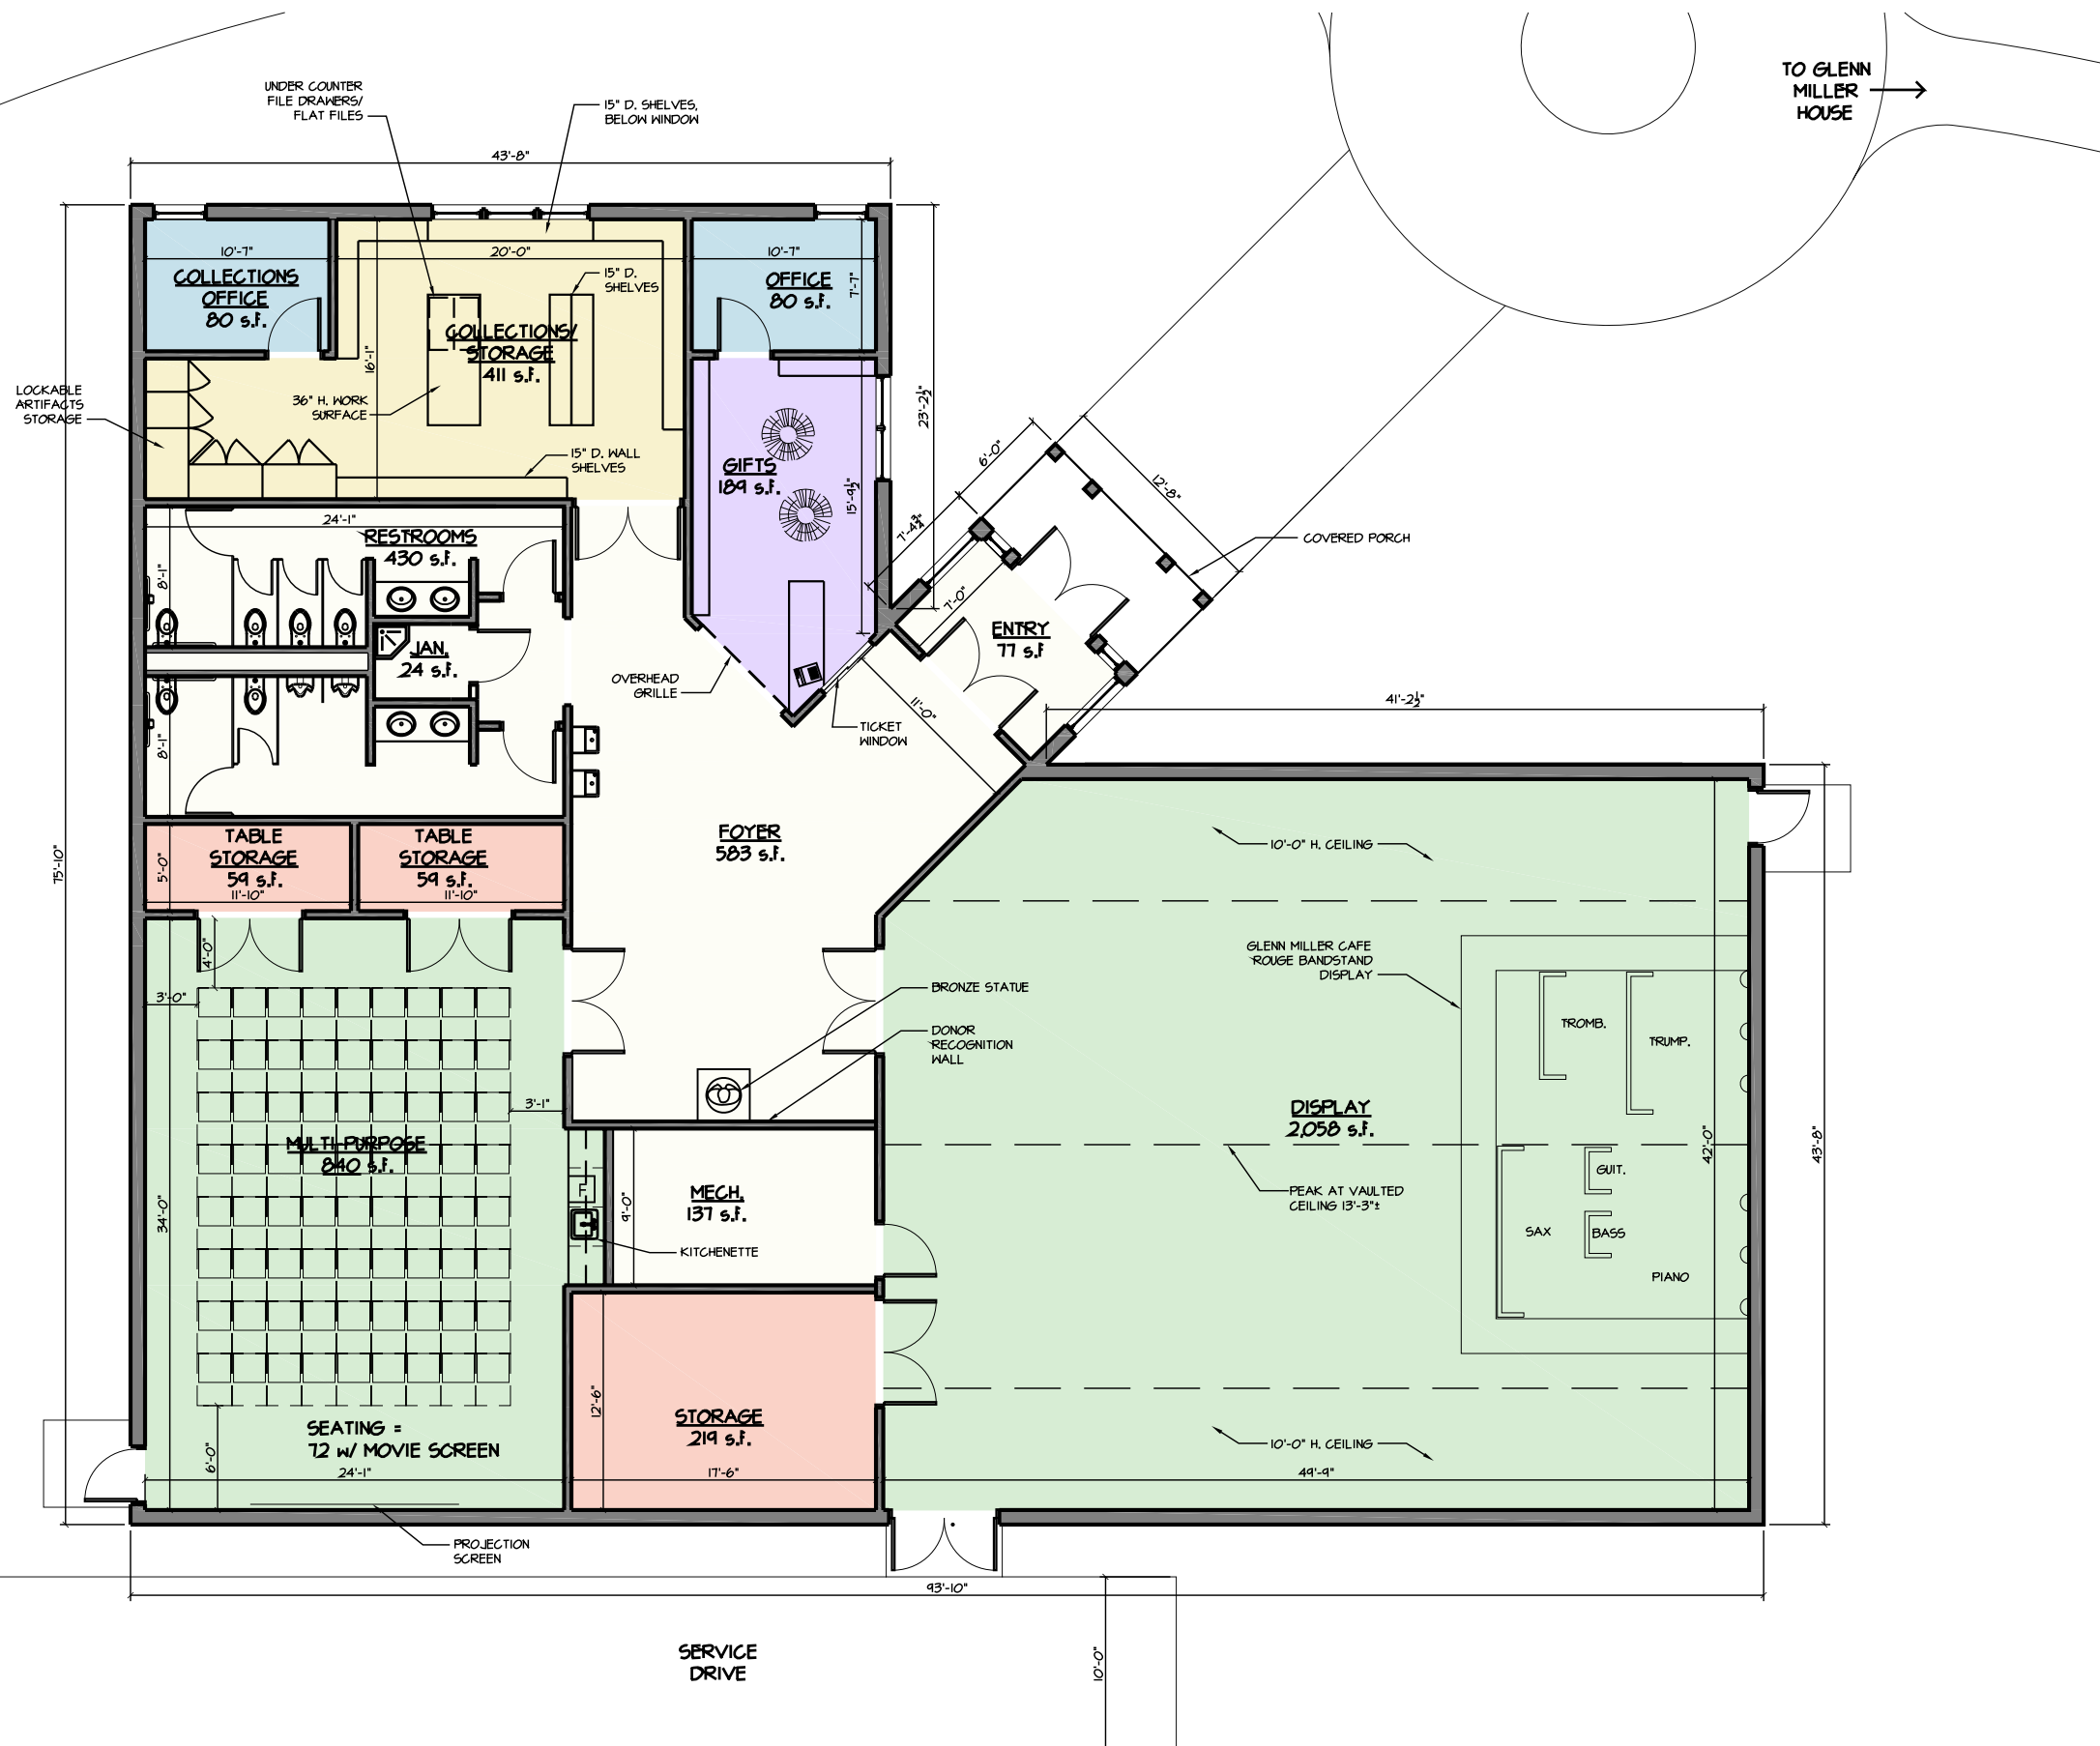 TO GLENN
MILLER
HOUSE
UNDER COUNTER
FILE DRAWERS/
FLAT FILES
15" D. SHELVES,
BELOW WINDOW
43'-8"
10'-7"
COLLECTIONS
OFFICE
80 s.f.
20'-0"
15" D.
SHELVES
COLLECTIONS/
STORAGE
411 s.f.
16'-1"
36" H. WORK
SURFACE
15" D. WALL
SHELVES
10'-7"
OFFICE
80 s.f.
7'-7"
LOCKABLE
ARTIFACTS
STORAGE
GIFTS
189 s.f.
15'-9½"
23'-2½"
6'-0"
7'-4¾"
12'-8"
COVERED PORCH
7'-0"
ENTRY
77 s.f
24'-1"
RESTROOMS
430 s.f.
8'-1"
JAN.
24 s.f.
8'-1"
OVERHEAD
GRILLE
TICKET
WINDOW
11'-0"
41'-2½"
75'-10"
TABLE
STORAGE
59 s.f.
11'-10"
5'-0"
TABLE
STORAGE
59 s.f.
11'-10"
FOYER
583 s.f.
10'-0" H. CEILING
4'-0"
3'-0"
BRONZE STATUE
DONOR
RECOGNITION
WALL
GLENN MILLER CAFE
ROUGE BANDSTAND
DISPLAY
TROMB.
TRUMP.
3'-1"
MULTI-PURPOSE
840 s.f.
34'-0"
DISPLAY
2,058 s.f.
42'-0"
43'-8"
PEAK AT VAULTED
CEILING 13'-3"±
GUIT.
SAX
BASS
PIANO
F
MECH.
137 s.f.
9'-0"
KITCHENETTE
STORAGE
219 s.f.
12'-6"
SEATING =
72 w/ MOVIE SCREEN
6'-0"
10'-0" H. CEILING
24'-1"
17'-6"
49'-9"
PROJECTION
SCREEN
93'-10"
SERVICE
DRIVE
10'-0"